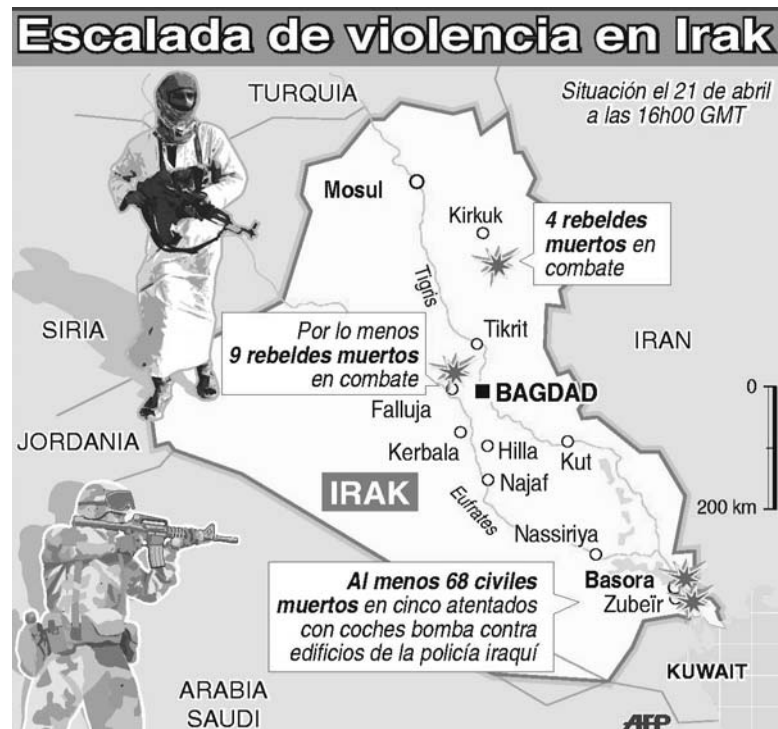 Escalada de violencia en Irak
Situación el 21 de abril
a las 16h00 GMT
TURQUIA
Mosul
Kirkuk
4 rebeldes
muertos en
combate
Tigris
SIRIA
Tikrit
IRAN
Por lo menos
9 rebeldes muertos
en combate
BAGDAD
0
Falluja
JORDANIA
Kerbala
Hilla
Kut
IRAK
Najaf
200 km
Eufrates
Nassiriya
Al menos 68 civiles
muertos en cinco atentados
con coches bomba contra
edificios de la policía iraquí
Basora
Zubeïr
KUWAIT
ARABIA
SAUDI
AFP